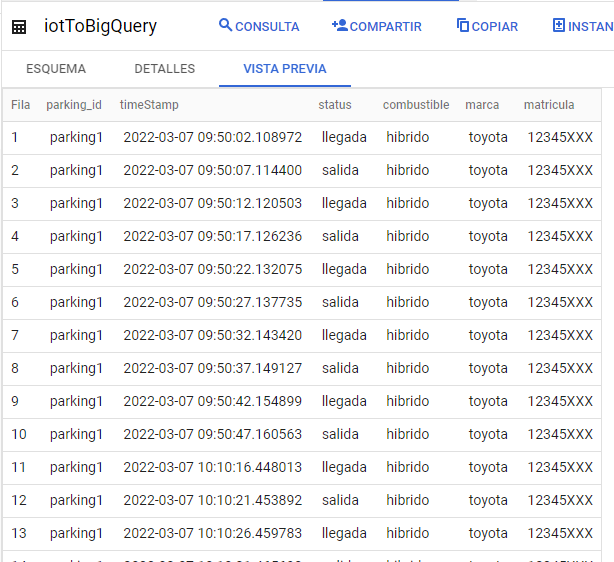 iotToBigQuery CONSULTA COMPARTIR COPIAR INSTAN
ESQUEMA DETALLES VISTA PREVIA
Fila parking_id timeStamp status combustible marca matricula
1 parking1 2022-03-07 09:50:02.108972 llegada hibrido toyota 12345XXX
2 parking1 2022-03-07 09:50:07.114400 salida hibrido toyota 12345XXX
3 parking1 2022-03-07 09:50:12.120503 llegada hibrido toyota 12345XXX
4 parking1 2022-03-07 09:50:17.126236 salida hibrido toyota 12345XXX
5 parking1 2022-03-07 09:50:22.132075 llegada hibrido toyota 12345XXX
6 parking1 2022-03-07 09:50:27.137735 salida hibrido toyota 12345XXX
7 parking1 2022-03-07 09:50:32.143420 llegada hibrido toyota 12345XXX
8 parking1 2022-03-07 09:50:37.149127 salida hibrido toyota 12345XXX
9 parking1 2022-03-07 09:50:42.154899 llegada hibrido toyota 12345XXX
10 parking1 2022-03-07 09:50:47.160563 salida hibrido toyota 12345XXX
11 parking1 2022-03-07 10:10:16.448013 llegada hibrido toyota 12345XXX
12 parking1 2022-03-07 10:10:21.453892 salida hibrido toyota 12345XXX
13 parking1 2022-03-07 10:10:26.459783 llegada hibrido toyota 12345XXX